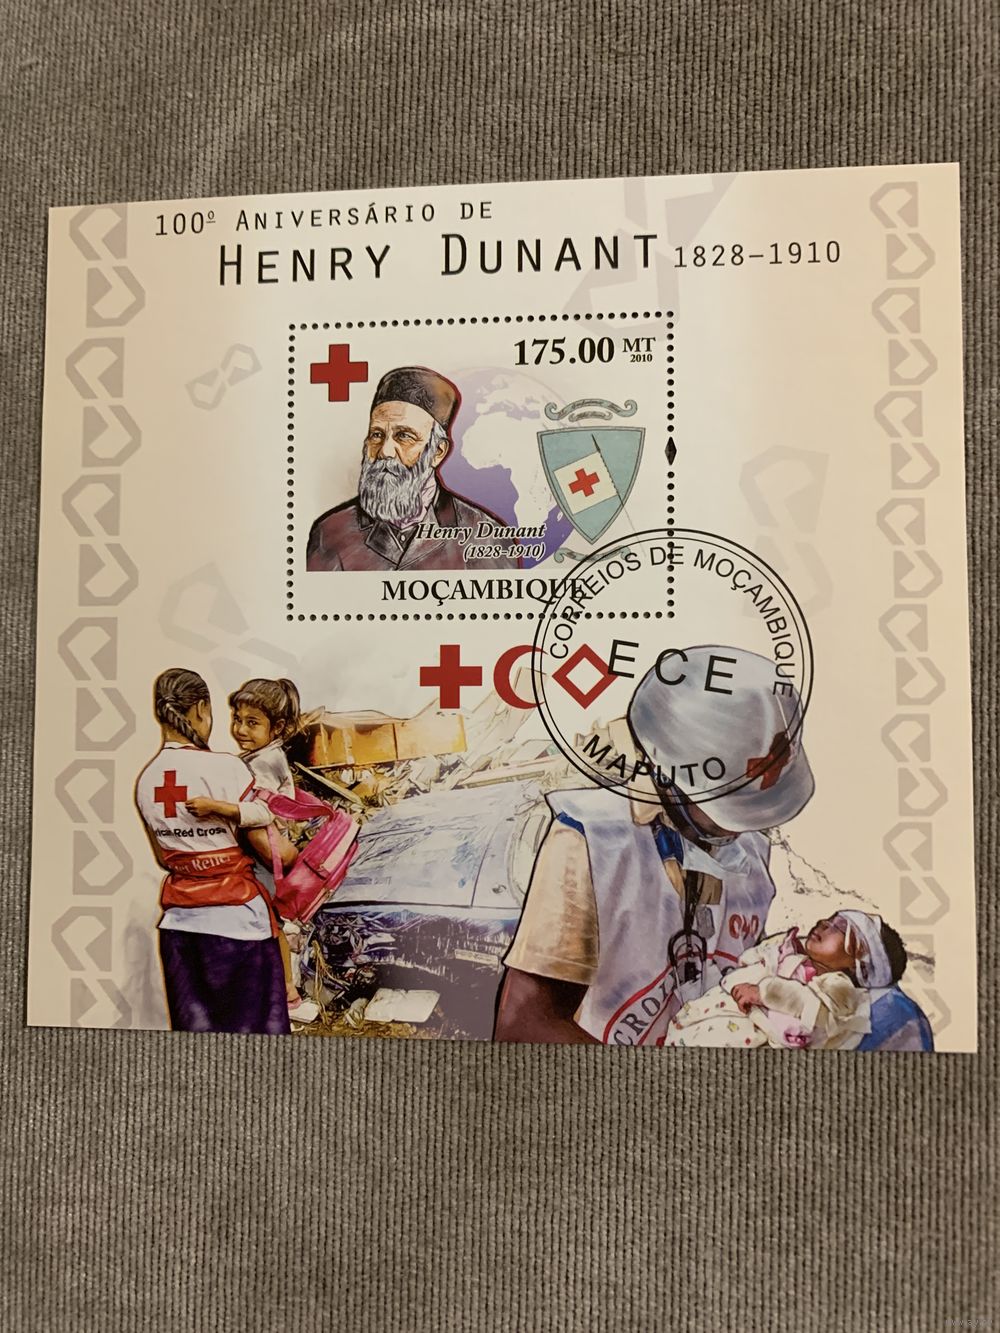 100º ANIVERSÁRIO DE
HENRY DUNANT 1828–1910
175.00 MT
2010
Henry Dunant
(1828-1910)
MOÇAMBIQUE
CORREIOS DE MOÇAMBIQUE
ECE
MAPUTO
Red Cross